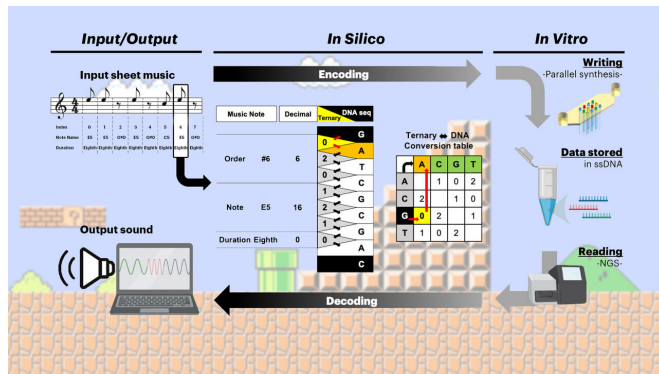 Input/Output
In Silico
In Vitro
Input sheet music
Index 0 1 2 3 4 5 6 7
Note Name E5 E5 GFO E5 GFO C5 E5 GFO
Duration Eighth Eighth Eighth Eighth Eighth Eighth Eighth Eighth
Output sound
Encoding
Music Note Decimal Ternary DNA seq
G
0 A
Order #6 6 2 T
0 C
1 G
Note E5 16 2 C
1 G
Duration Eighth 0 0 A
C
Ternary DNA
Conversion table
A C G T
A 1 0 2
C 2 1 0
G 0 2 1
T 1 0 2
Decoding
Writing
-Parallel synthesis-
Data stored
in ssDNA
Reading
-NGS-